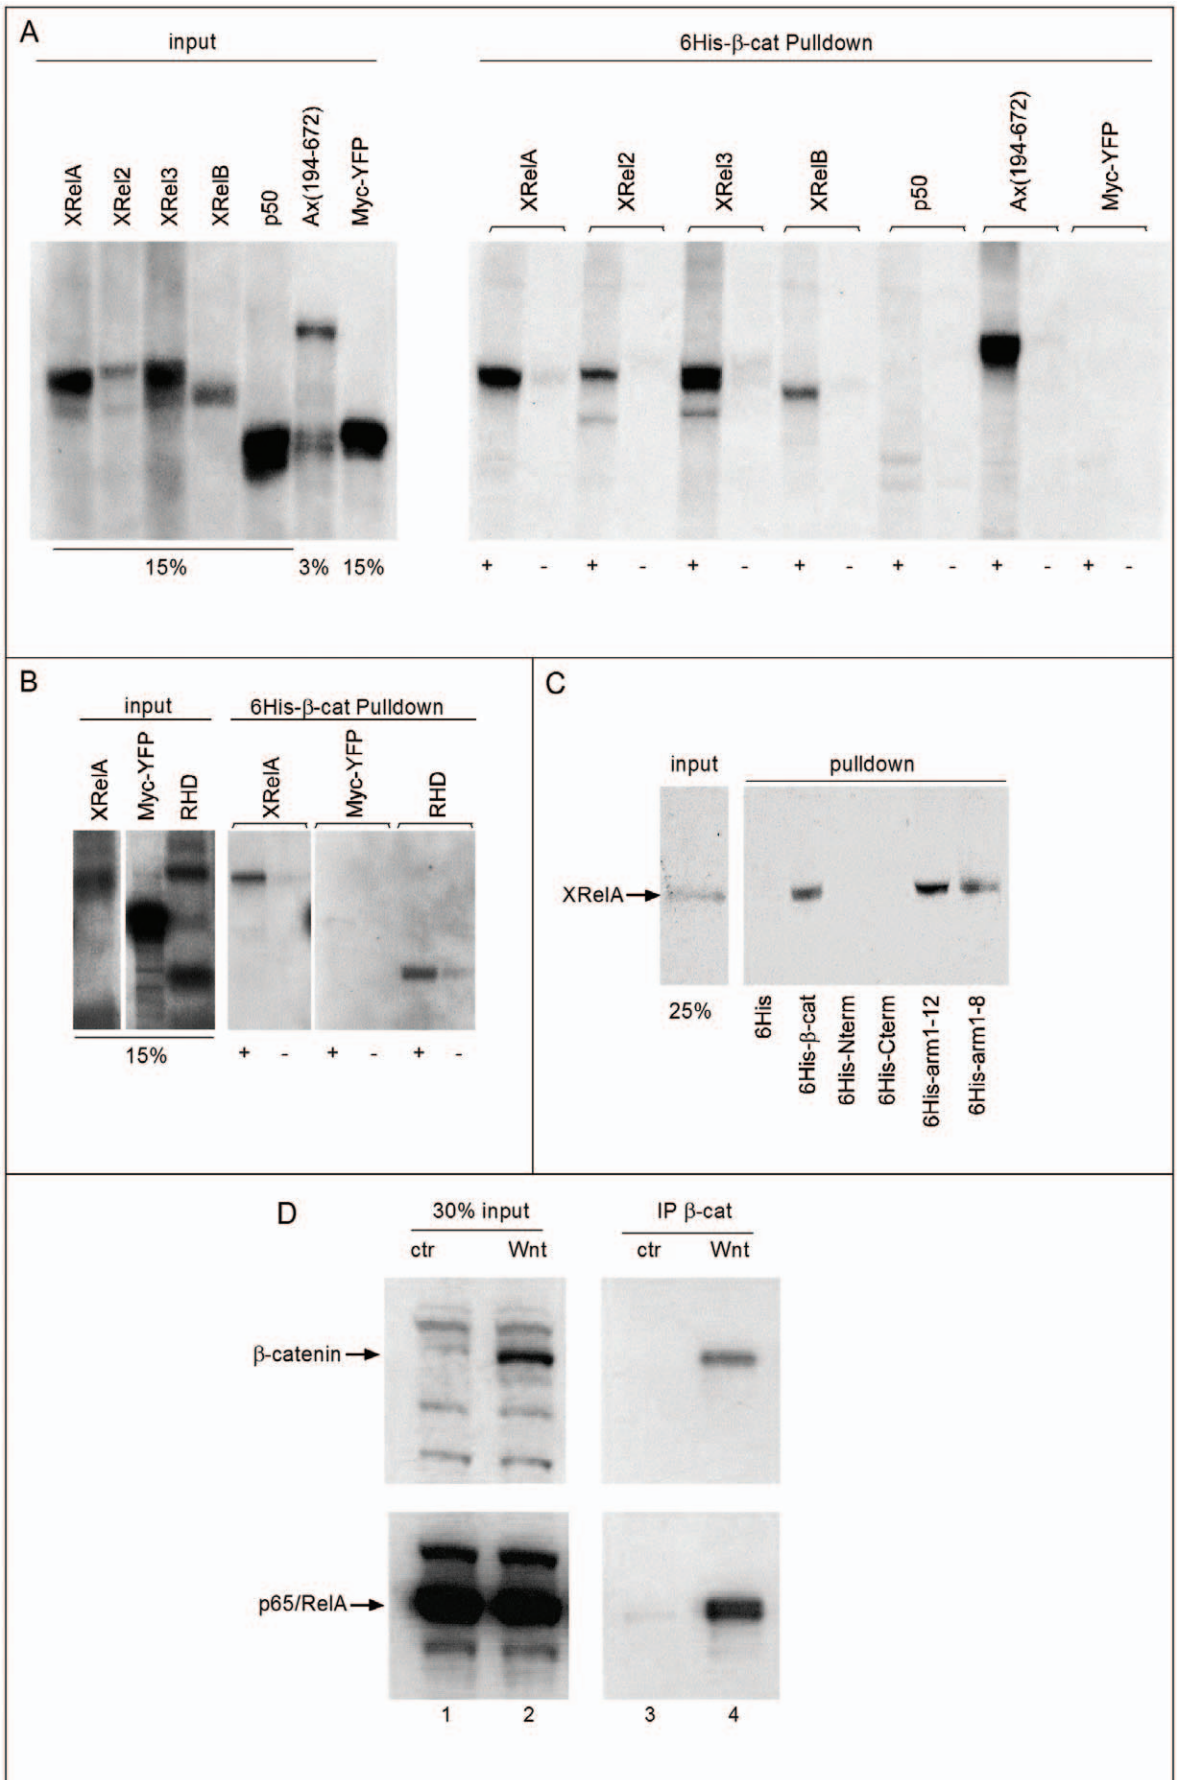 A
input
6His-β-cat Pulldown
XRelA
XRel2
XRel3
XRelB
p50
Ax(194-672)
Myc-YFP
XRelA
XRel2
XRel3
XRelB
p50
Ax(194-672)
Myc-YFP
15% 3% 15%
+ - + - + - + - + - + - + -
B
input
6His-β-cat Pulldown
XRelA
Myc-YFP
RHD
XRelA
Myc-YFP
RHD
15%
+ - + - + -
C
input
pulldown
XRelA
25%
6His
6His-β-cat
6His-Nterm
6His-Cterm
6His-arm1-12
6His-arm1-8
D
30% input
IP β-cat
ctr Wnt ctr Wnt
β-catenin
p65/RelA
1 2 3 4